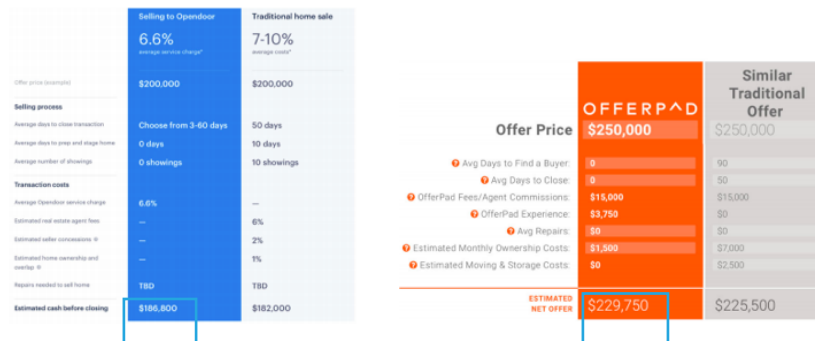 Selling to Opendoor Traditional home sale
6.6% 7-10%
average service charge* average costs*
Offer price (example) $200,000 $200,000
Selling process
Average days to close transaction Choose from 3-60 days 50 days
Average days to prep and stage home 0 days 10 days
Average number of showings 0 showings 10 showings
Transaction costs
Average Opendoor service charge 6.6% —
Estimated real estate agent fees — 6%
Estimated seller concessions — 2%
Estimated home ownership and — 1%
overlap
Repairs needed to sell home TBD TBD
Estimated cash before closing $186,800 $182,000
Similar
Traditional
OFFERPAD Offer
Offer Price $250,000 $250,000
Avg Days to Find a Buyer: 0 90
Avg Days to Close: 0 50
OfferPad Fees/Agent Commissions: $15,000 $15,000
OfferPad Experience: $3,750 $0
Avg Repairs: $0 $0
Estimated Monthly Ownership Costs: $1,500 $7,000
Estimated Moving & Storage Costs: $0 $2,500
ESTIMATED
NET OFFER $229,750 $225,500